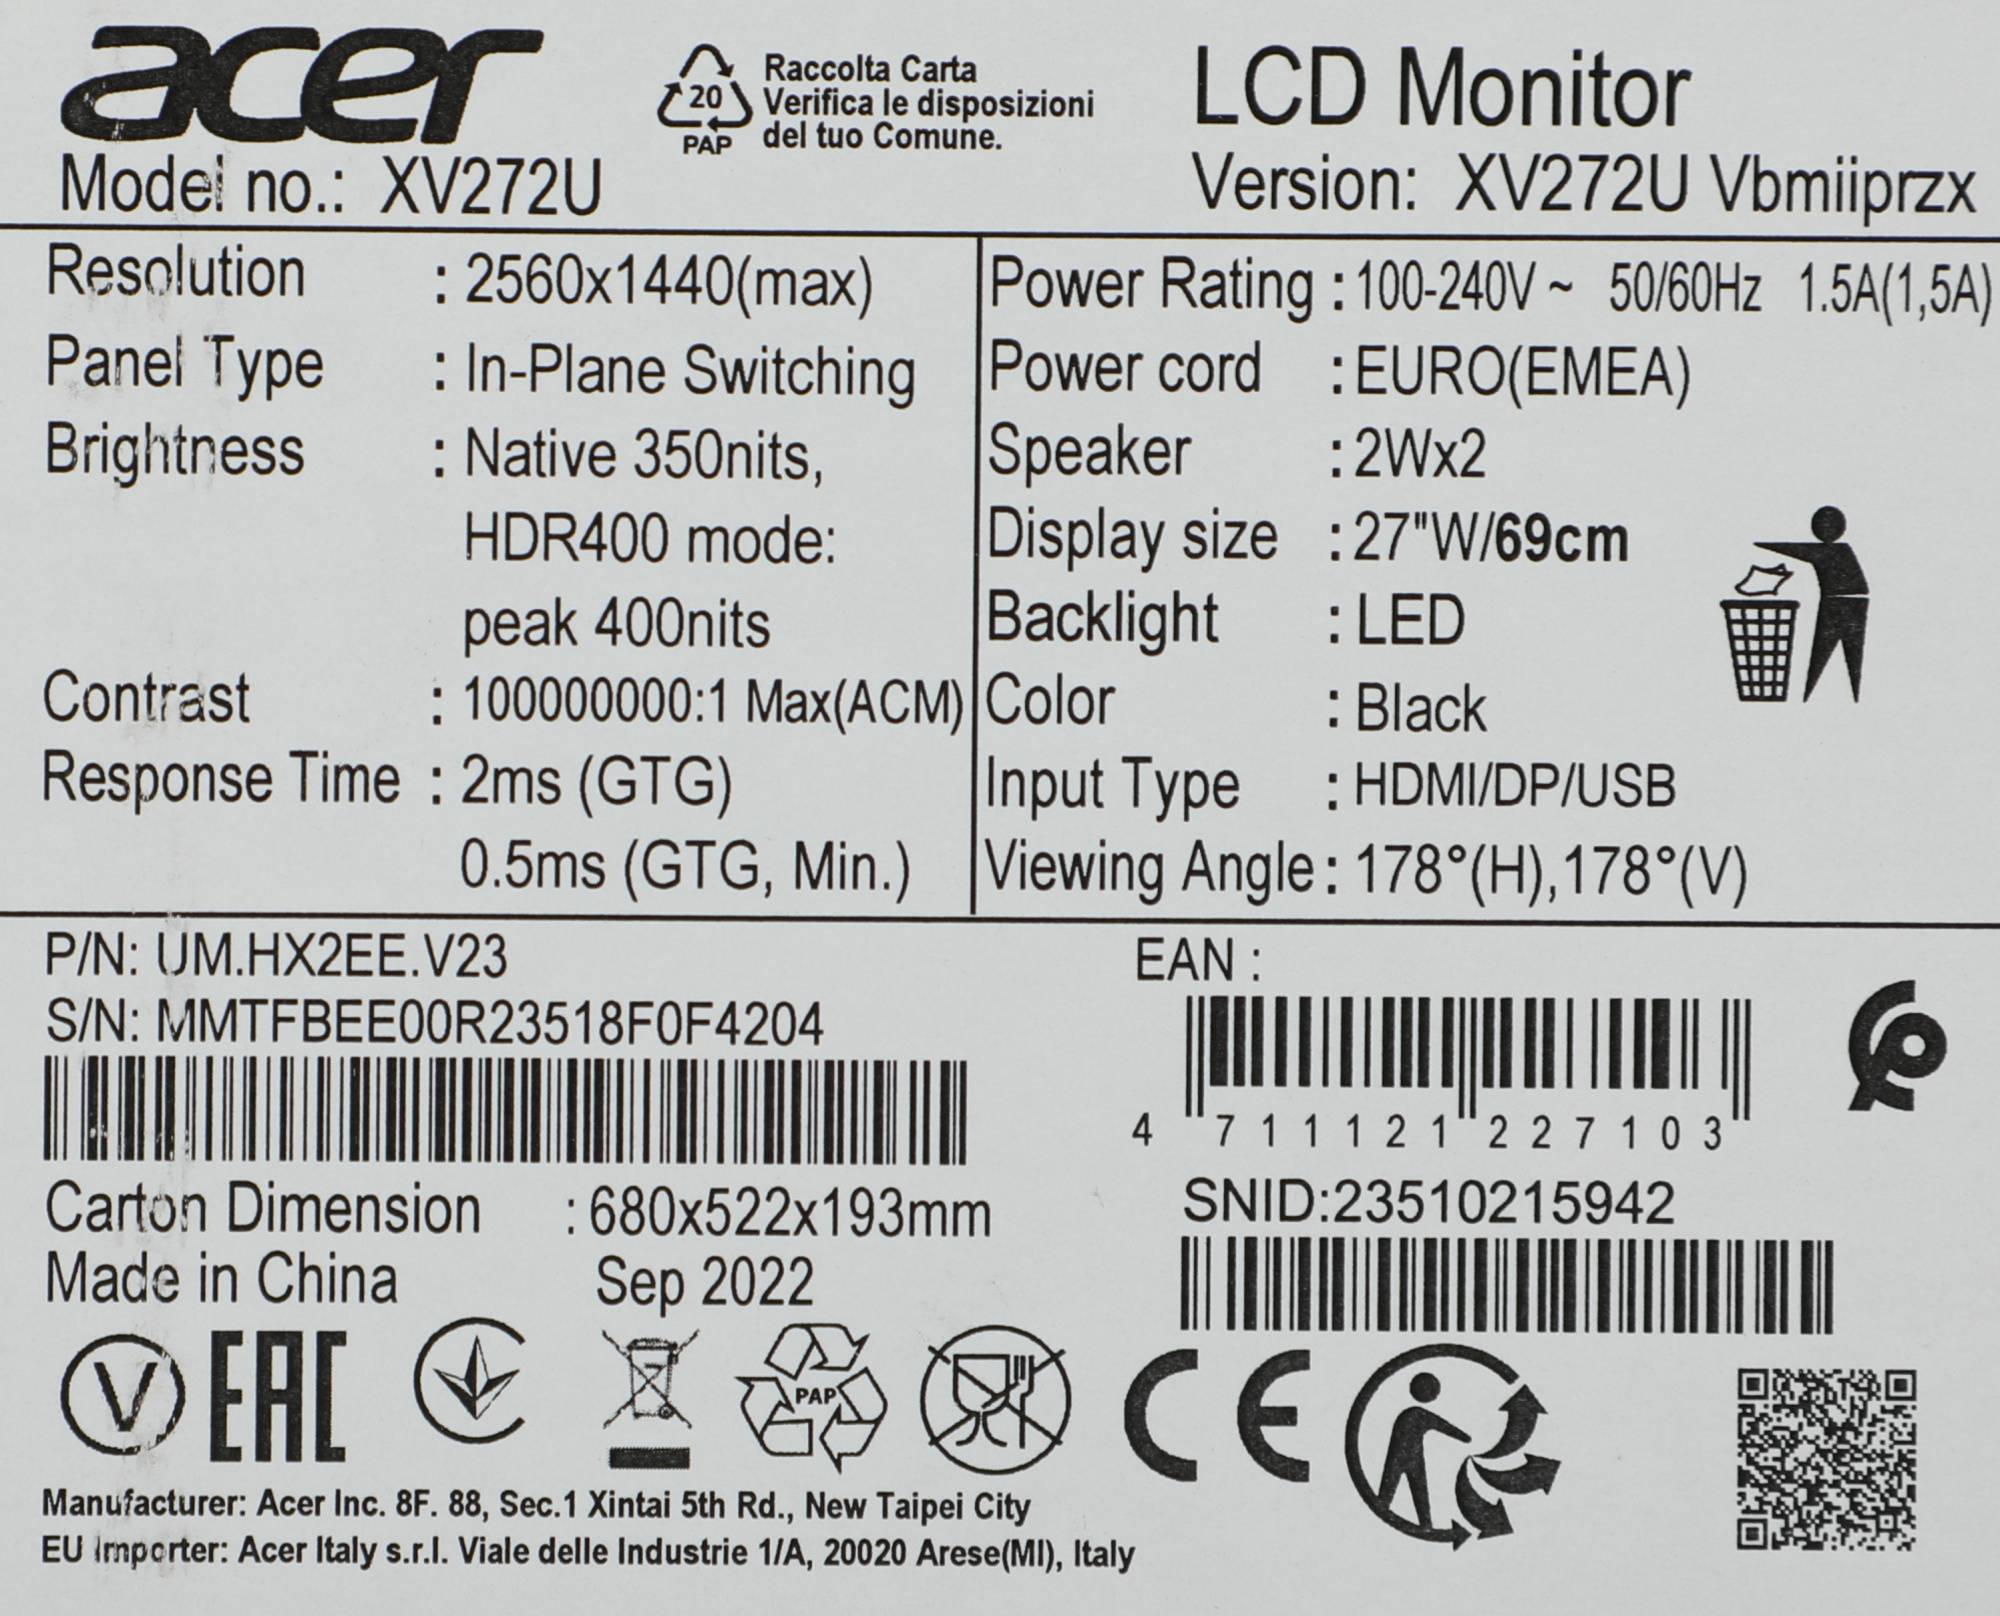 acer
20
PAP
Raccolta Carta
Verifica le disposizioni
del tuo Comune.
LCD Monitor
Model no.: XV272U
Version: XV272U Vbmiiprzx
Resolution : 2560x1440(max)
Panel Type : In-Plane Switching
Brightness : Native 350nits,
HDR400 mode:
peak 400nits
Contrast : 100000000:1 Max(ACM)
Response Time : 2ms (GTG)
0.5ms (GTG, Min.)
Power Rating : 100-240V ~ 50/60Hz 1.5A(1,5A)
Power cord : EURO(EMEA)
Speaker : 2Wx2
Display size : 27"W/69cm
Backlight : LED
Color : Black
Input Type : HDMI/DP/USB
Viewing Angle : 178°(H),178°(V)
P/N: UM.HX2EE.V23
S/N: MMTFBEE00R23518F0F4204
EAN :
4 711121 227103
Carton Dimension : 680x522x193mm
Made in China Sep 2022
SNID:23510215942
V
EAC
PAP
CE
Manufacturer: Acer Inc. 8F. 88, Sec.1 Xintai 5th Rd., New Taipei City
EU Importer: Acer Italy s.r.l. Viale delle Industrie 1/A, 20020 Arese(MI), Italy